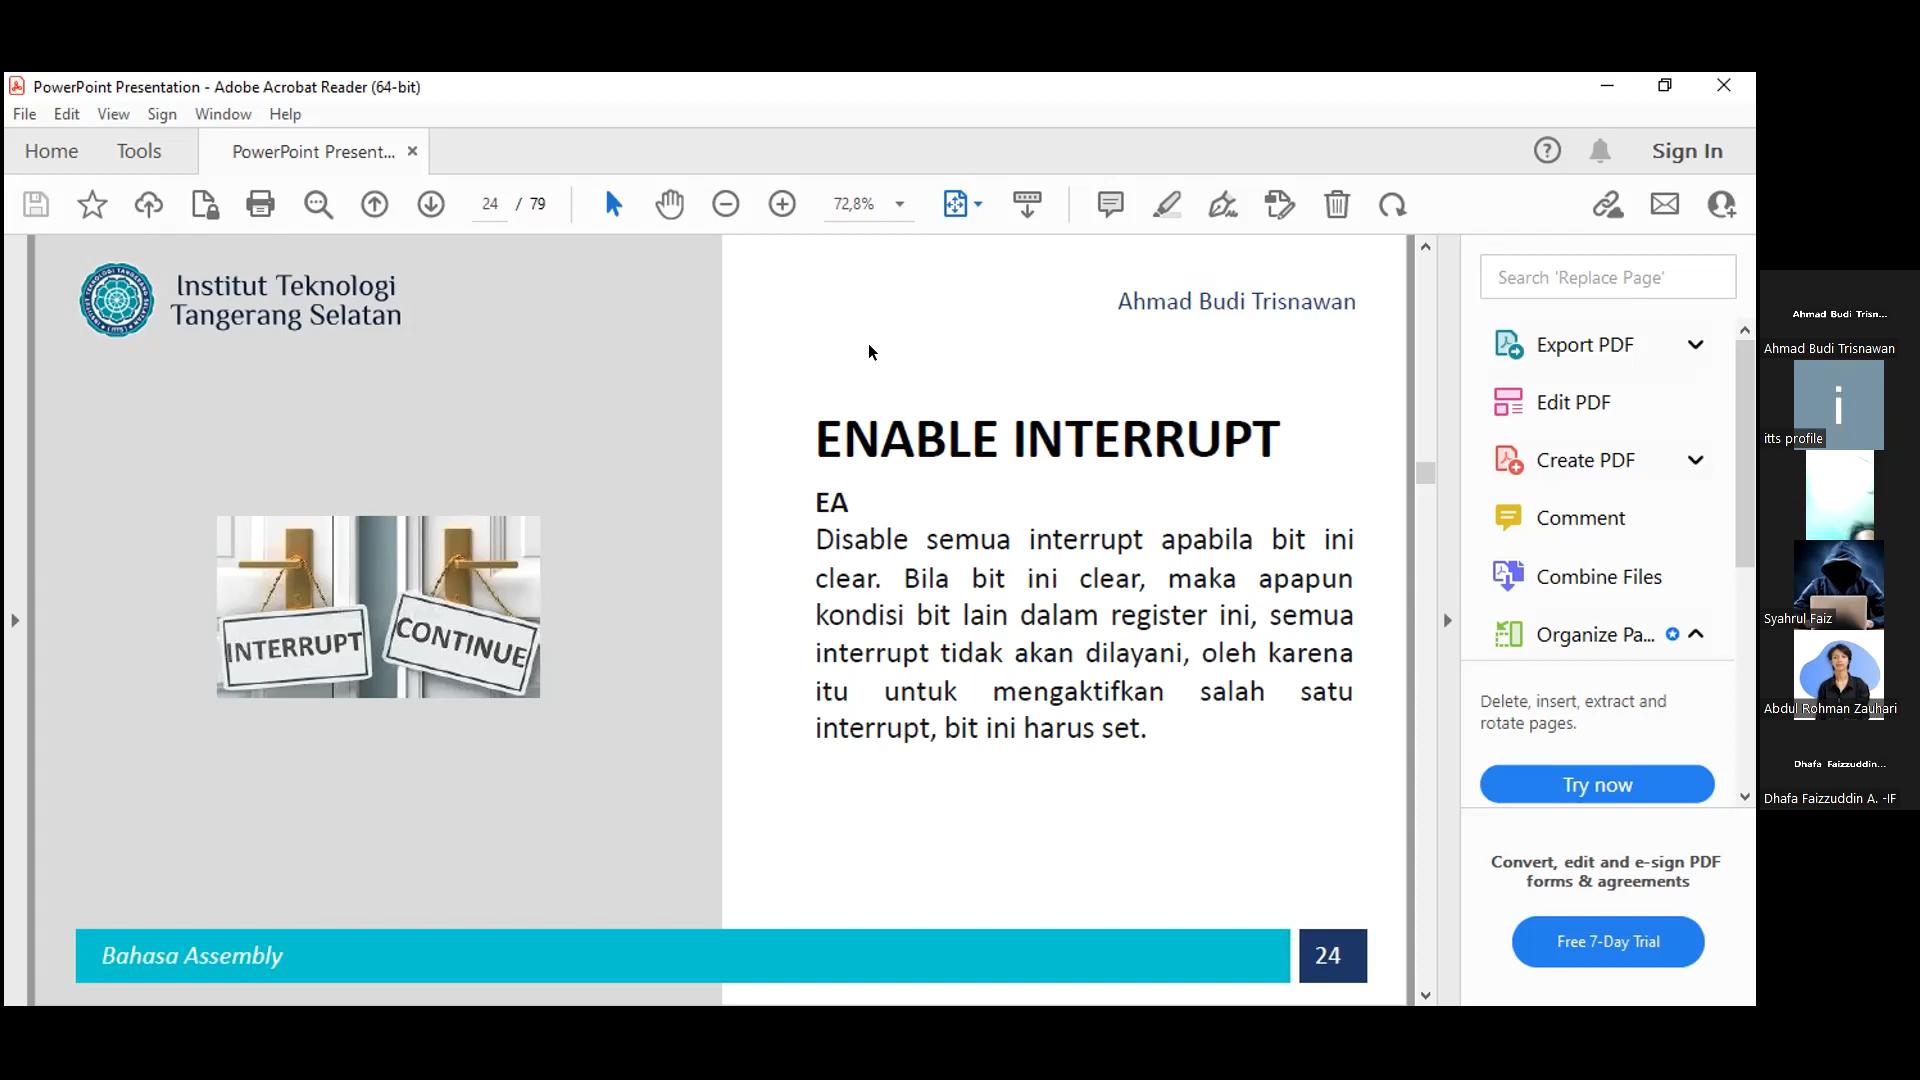 PowerPoint Presentation - Adobe Acrobat Reader (64-bit)
File Edit View Sign Window Help
Home Tools PowerPoint Present... Sign In
24 / 79 72,8%
Institut Teknologi
Tangerang Selatan
Ahmad Budi Trisnawan
ENABLE INTERRUPT
EA
Disable semua interrupt apabila bit ini
clear. Bila bit ini clear, maka apapun
kondisi bit lain dalam register ini, semua
interrupt tidak akan dilayani, oleh karena
itu untuk mengaktifkan salah satu
interrupt, bit ini harus set.
INTERRUPT
CONTINUE
Bahasa Assembly
24
Search 'Replace Page'
Export PDF
Edit PDF
Create PDF
Comment
Combine Files
Organize Pa...
Delete, insert, extract and
rotate pages.
Try now
Convert, edit and e-sign PDF
forms & agreements
Free 7-Day Trial
Ahmad Budi Trisn...
Ahmad Budi Trisnawan
i
itts profile
Syahrul Faiz
Abdul Rohman Zauhari
Dhafa Faizzuddin...
Dhafa Faizzuddin A. -IF